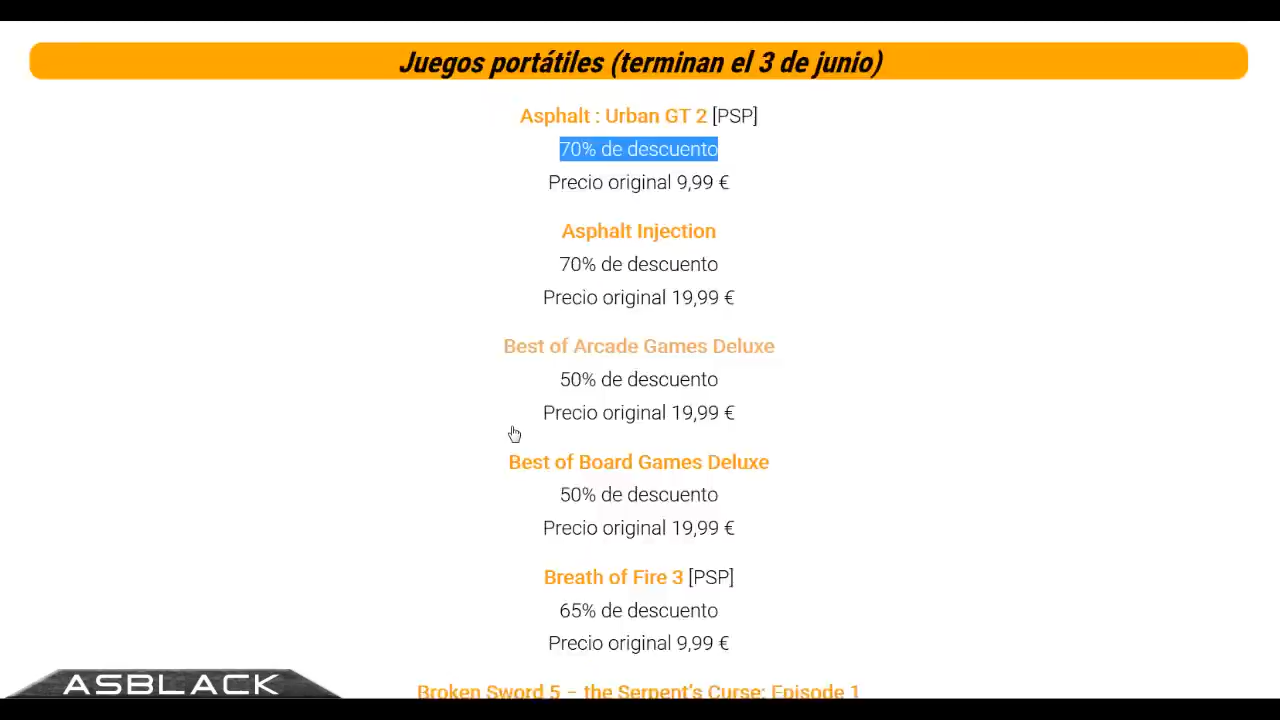 Juegos portátiles (terminan el 3 de junio)
Asphalt : Urban GT 2 [PSP]
70% de descuento
Precio original 9,99 €
Asphalt Injection
70% de descuento
Precio original 19,99 €
Best of Arcade Games Deluxe
50% de descuento
Precio original 19,99 €
Best of Board Games Deluxe
50% de descuento
Precio original 19,99 €
Breath of Fire 3 [PSP]
65% de descuento
Precio original 9,99 €
Broken Sword 5 – the Serpent's Curse: Episode 1
ASBLACK